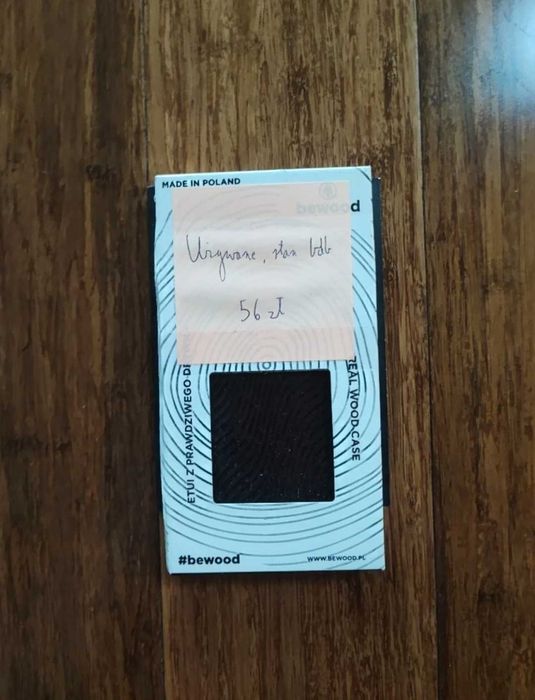 MADE IN POLAND
bewood
Używane, stan bdb
56 zł
ETUI Z PRAWDZIWEGO
REAL WOOD CASE
#bewood
WWW.BEWOOD.PL